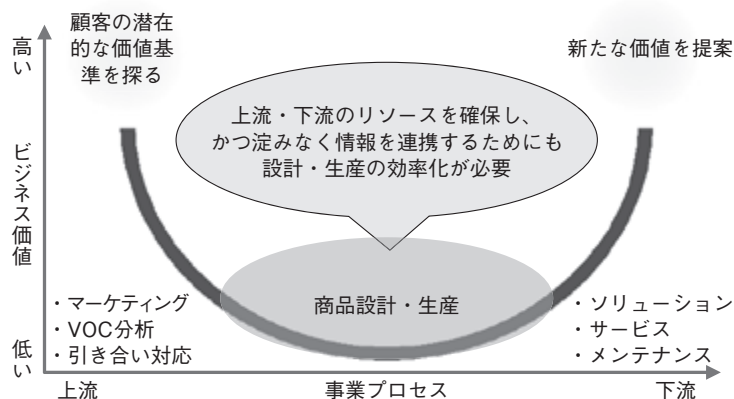 顧客の潜在
的な価値基
準を探る
新たな価値を提案
高い
上流・下流のリソースを確保し、
かつ淀みなく情報を連携するためにも
設計・生産の効率化が必要
ビジネス価値
商品設計・生産
・マーケティング
・VOC分析
・引き合い対応
・ソリューション
・サービス
・メンテナンス
低い
上流
事業プロセス
下流